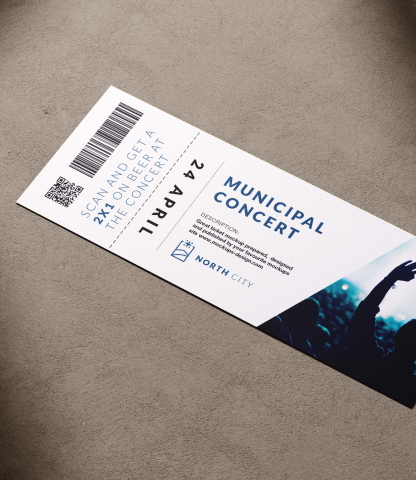 SCAN AND GET A
2X1 ON BEER AT
THE CONCERT
24 APRIL
MUNICIPAL
CONCERT
DESCRIPTION:
Great ticket mockup prepared, designed
and published by your favourite mockups
site www.mockups-design.com
NORTH CITY